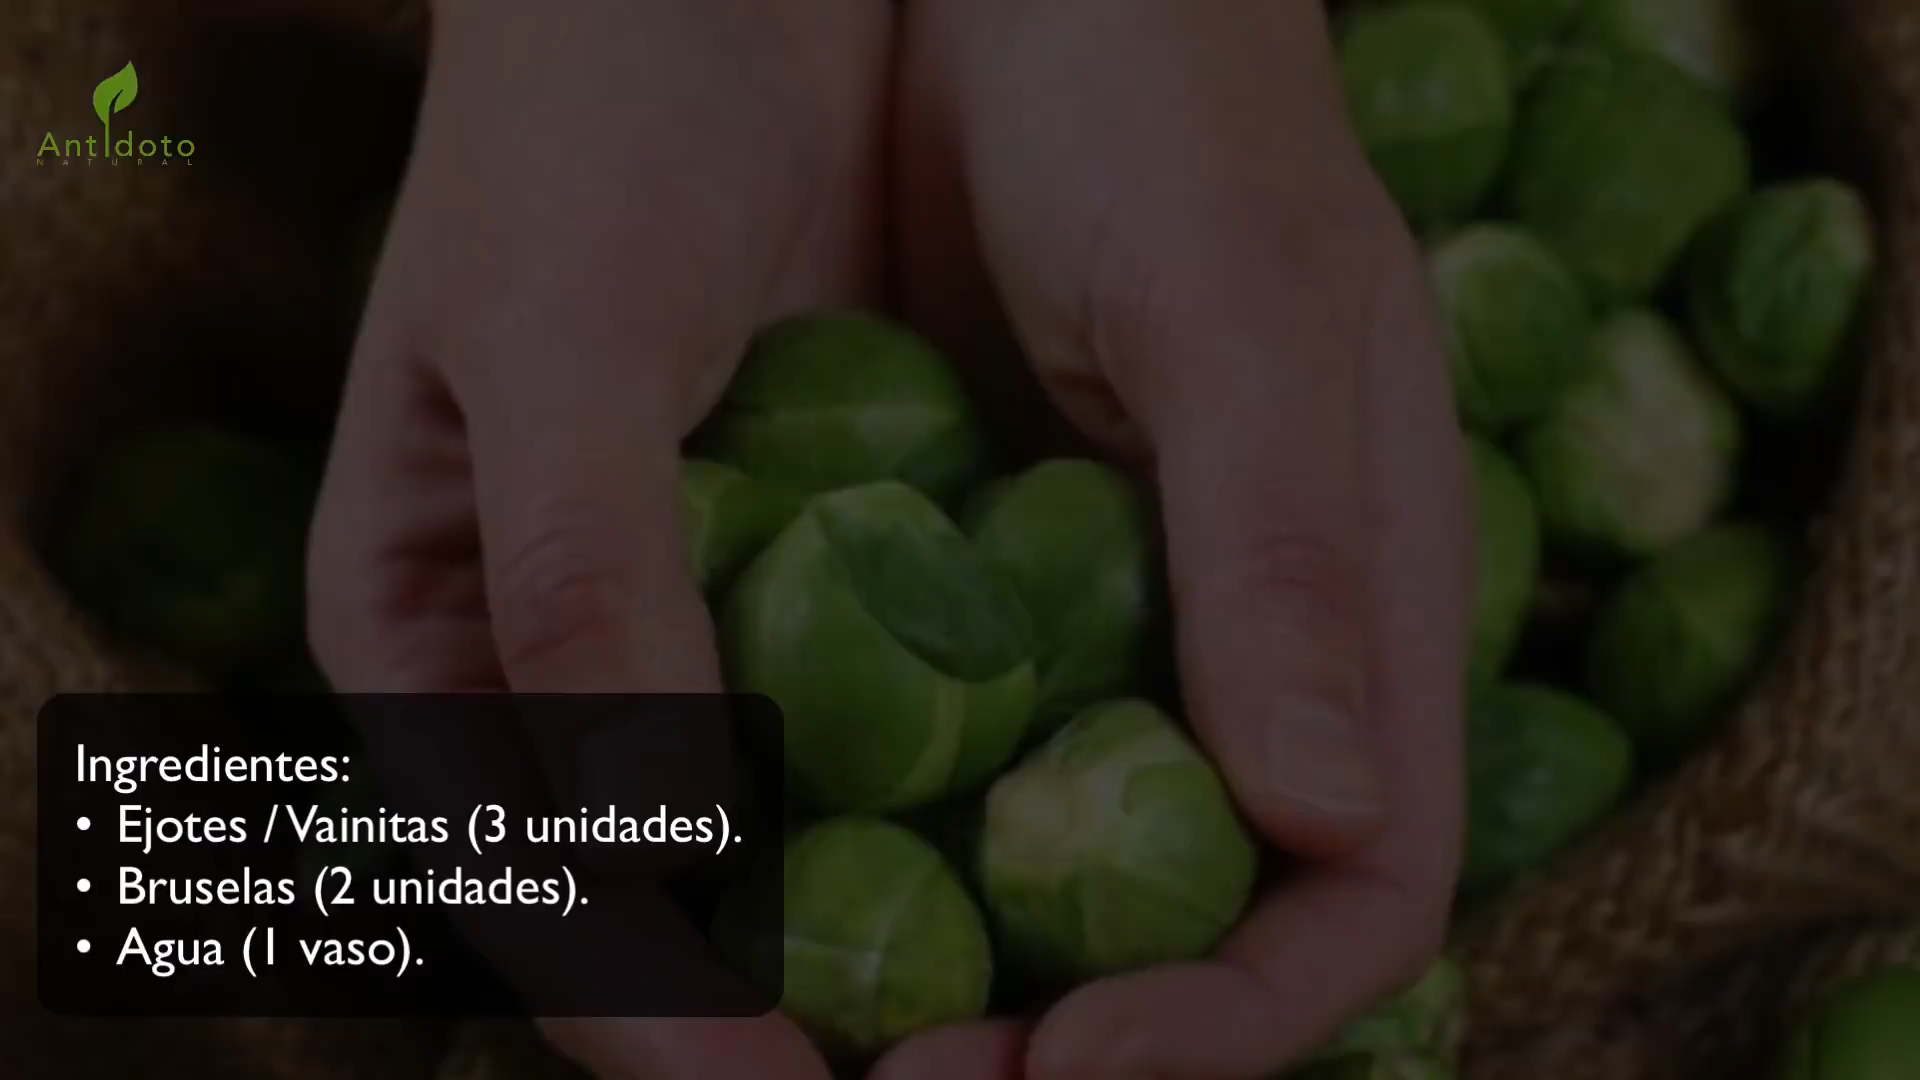 Antidoto
NATURAL
Ingredientes:
• Ejotes / Vainitas (3 unidades).
• Bruselas (2 unidades).
• Agua (1 vaso).